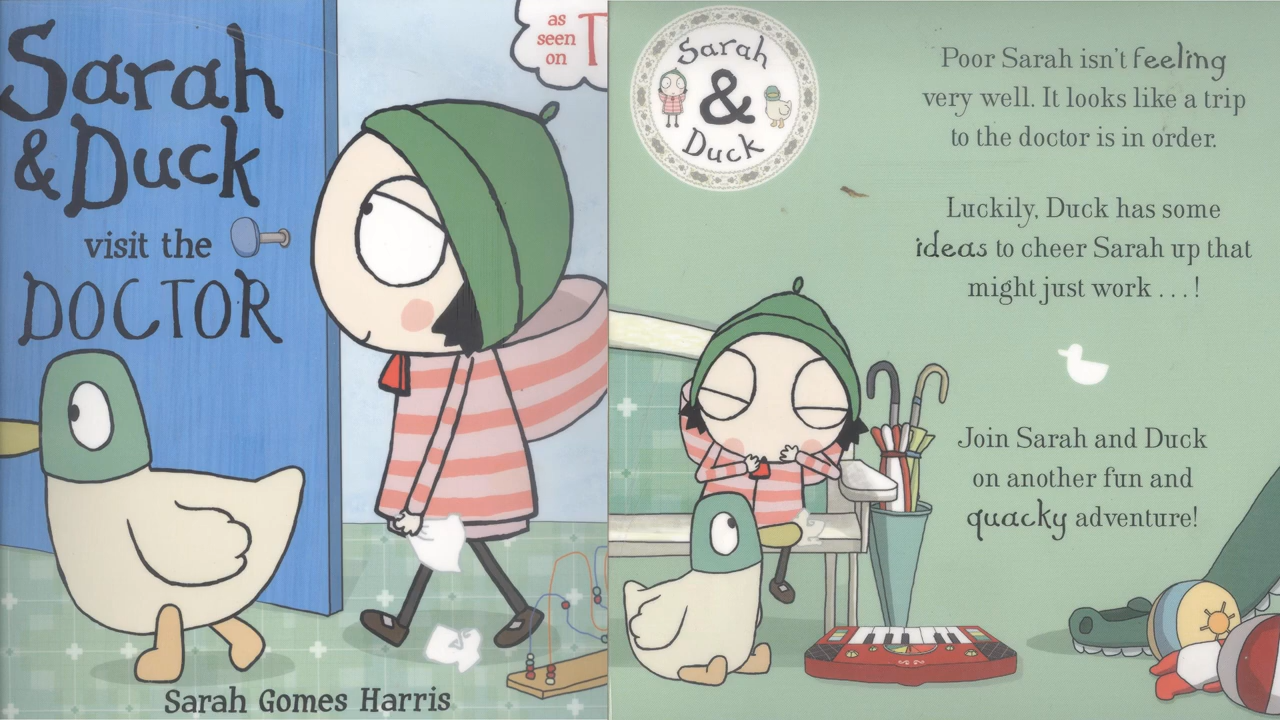 Sarah
& Duck
visit the
DOCTOR
as
seen
on T
Sarah Gomes Harris
Sarah
&
Duck
Poor Sarah isn't feeling
very well. It looks like a trip
to the doctor is in order.
Luckily, Duck has some
ideas to cheer Sarah up that
might just work . . . !
Join Sarah and Duck
on another fun and
quacky adventure!